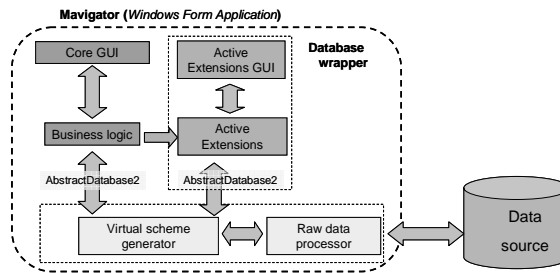 Mavigator (Windows Form Application)
Core GUI
Active
Extensions GUI
Database
wrapper
Business logic
Active
Extensions
AbstractDatabase2
AbstractDatabase2
Virtual scheme
generator
Raw data
processor
Data
source